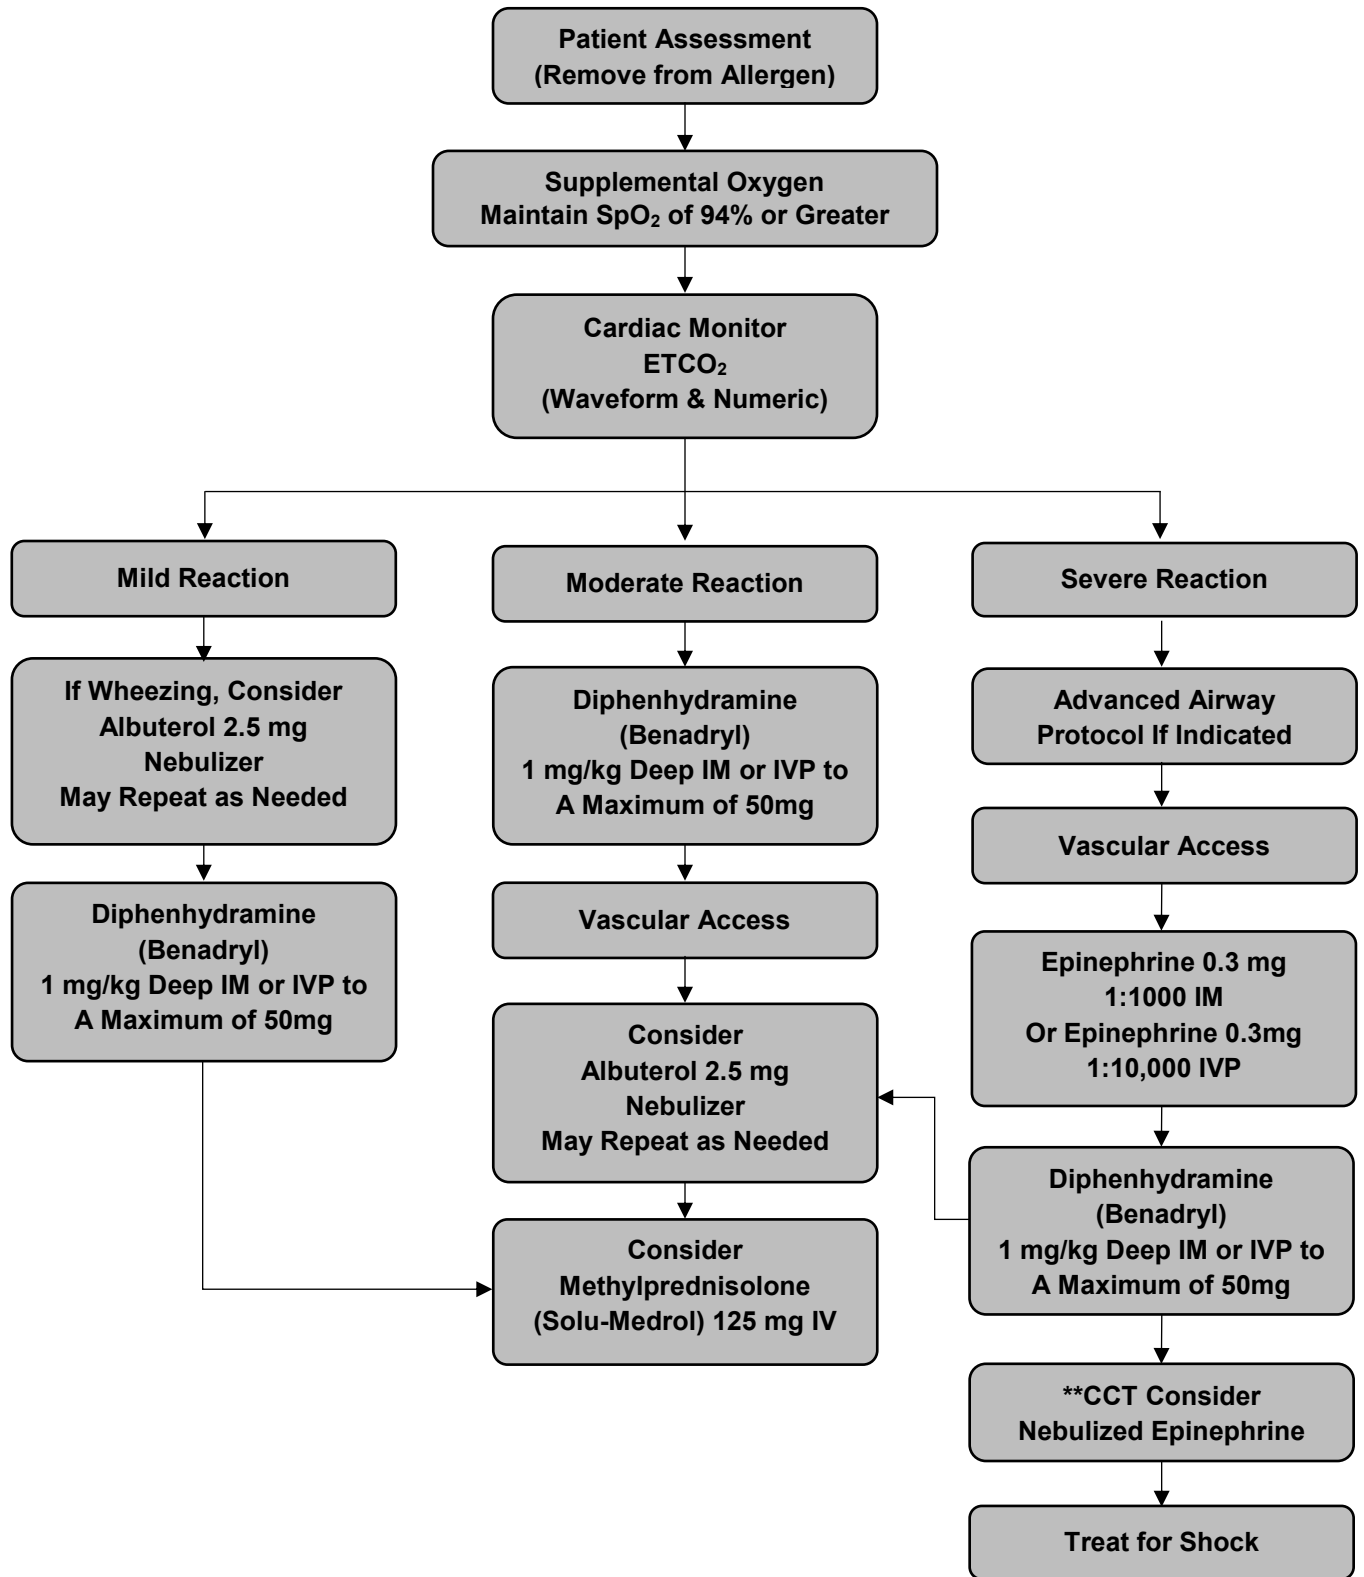 Patient Assessment
(Remove from Allergen)
Supplemental Oxygen
Maintain SpO₂ of 94% or Greater
Cardiac Monitor
ETCO₂
(Waveform & Numeric)
Mild Reaction
If Wheezing, Consider
Albuterol 2.5 mg
Nebulizer
May Repeat as Needed
Diphenhydramine
(Benadryl)
1 mg/kg Deep IM or IVP to
A Maximum of 50mg
Moderate Reaction
Diphenhydramine
(Benadryl)
1 mg/kg Deep IM or IVP to
A Maximum of 50mg
Vascular Access
Consider
Albuterol 2.5 mg
Nebulizer
May Repeat as Needed
Consider
Methylprednisolone
(Solu-Medrol) 125 mg IV
Severe Reaction
Advanced Airway
Protocol If Indicated
Vascular Access
Epinephrine 0.3 mg
1:1000 IM
Or Epinephrine 0.3mg
1:10,000 IVP
Diphenhydramine
(Benadryl)
1 mg/kg Deep IM or IVP to
A Maximum of 50mg
**CCT Consider
Nebulized Epinephrine
Treat for Shock